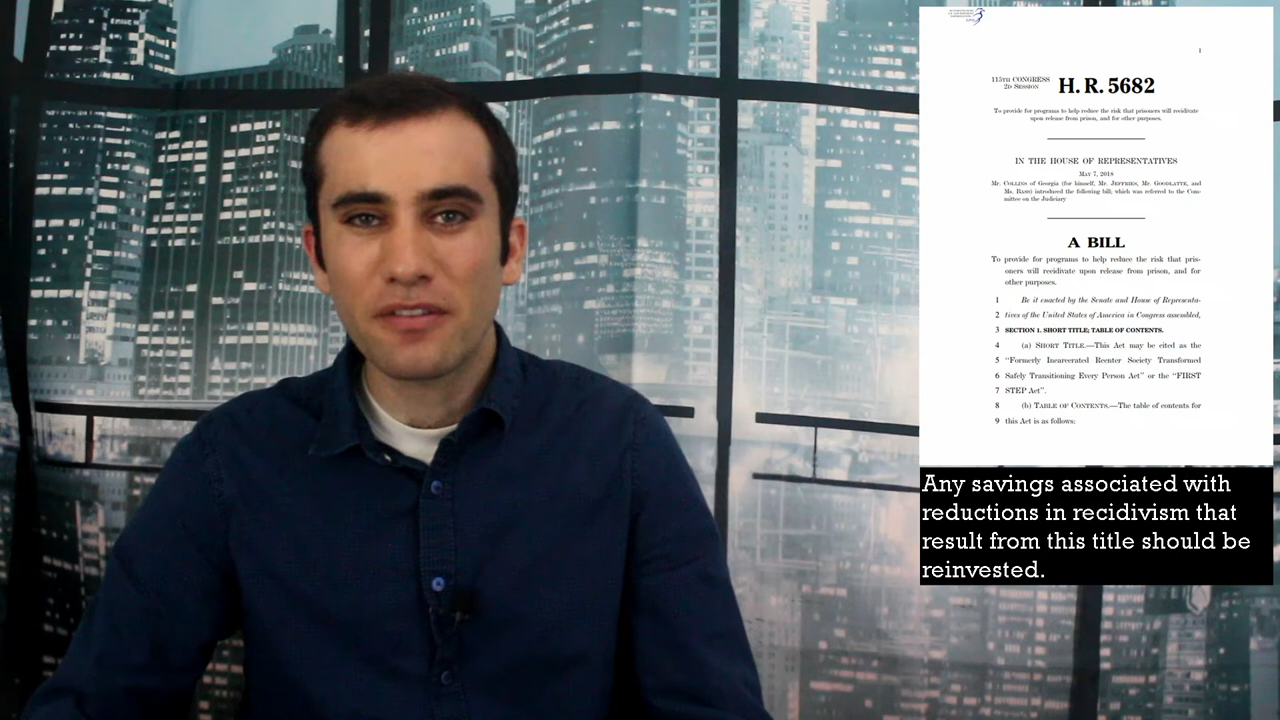 1
115TH CONGRESS
2D SESSION
H. R. 5682
To provide for programs to help reduce the risk that prisoners will recidivate
upon release from prison, and for other purposes.
IN THE HOUSE OF REPRESENTATIVES
MAY 7, 2018
Mr. COLLINS of Georgia (for himself, Mr. JEFFRIES, Mr. GOODLATTE, and
Ms. BASS) introduced the following bill; which was referred to the Com-
mittee on the Judiciary
A BILL
To provide for programs to help reduce the risk that pris-
oners will recidivate upon release from prison, and for
other purposes.
1 Be it enacted by the Senate and House of Representa-
2 tives of the United States of America in Congress assembled,
3 SECTION 1. SHORT TITLE; TABLE OF CONTENTS.
4 (a) SHORT TITLE.—This Act may be cited as the
5 “Formerly Incarcerated Reenter Society Transformed
6 Safely Transitioning Every Person Act” or the “FIRST
7 STEP Act”.
8 (b) TABLE OF CONTENTS.—The table of contents for
9 this Act is as follows:
Any savings associated with
reductions in recidivism that
result from this title should be
reinvested.